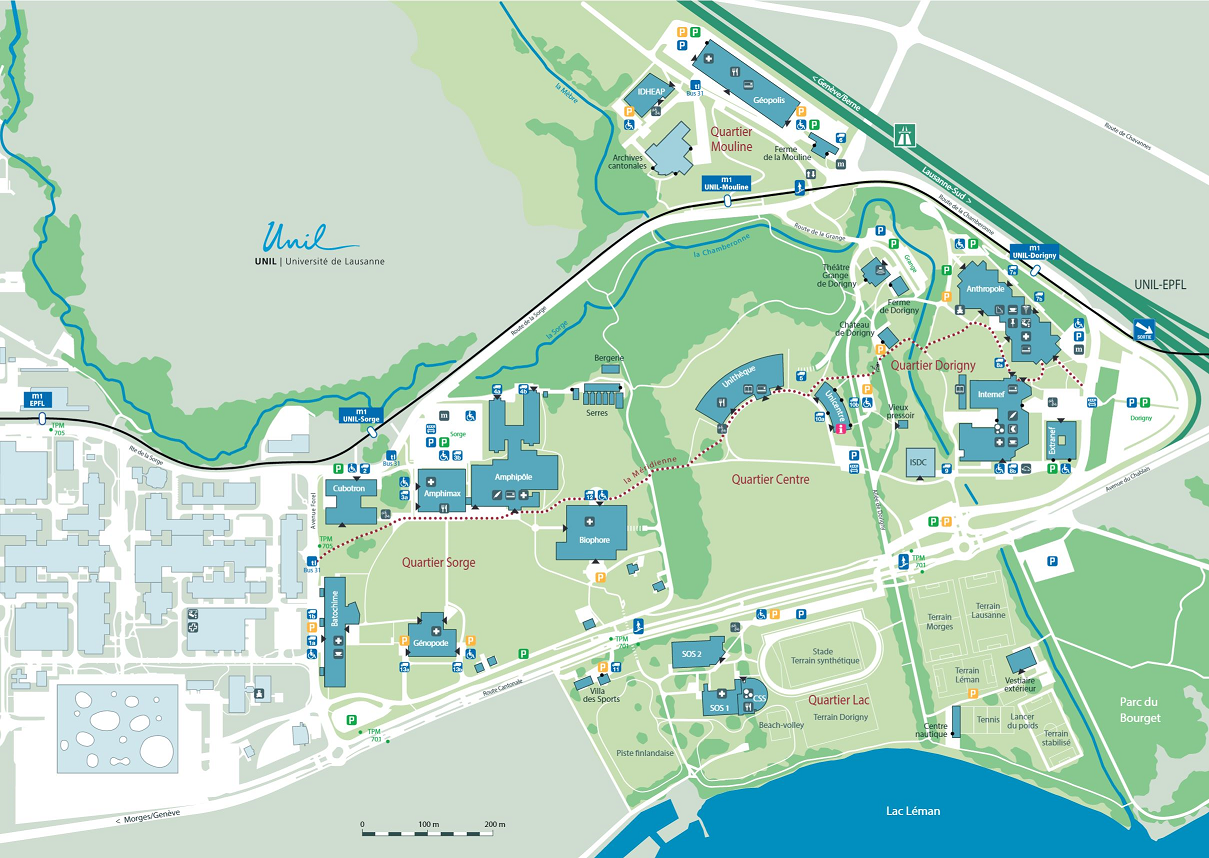 la Mèbre
IDHEAP
Géopolis
Bus 31
Archives
cantonales
Quartier
Mouline
Ferme
de la Mouline
< Genève/Berne
Route de Chavannes
Lausanne-Sud >
Route de la Chamberonne
m1
UNIL-Mouline
Unil
UNIL | Université de Lausanne
la Chamberonne
Route de la Grange
Grange
Théâtre
Grange
de Dorigny
Ferme
de Dorigny
m1
UNIL-Dorigny
UNIL-EPFL
SORTIE
Anthropole
Château
de Dorigny
Quartier Dorigny
Route de la Sorge
la Sorge
Bergerie
Serres
Unithèque
Unicentre
Vieux
pressoir
Internef
Extranef
Dorigny
ISDC
m1
EPFL
TPM
705
Rte de la Sorge
m1
UNIL-Sorge
Bus 31
Sorge
Cubotron
Amphimax
Amphipôle
la Méridienne
Quartier Centre
Avenue du Chablais
Avenue Forel
TPM
705
Bus 31
Biophore
Quartier Sorge
Batochime
Génopode
TPM
701
TPM
701
Route Cantonale
Villa
des Sports
SOS 2
SOS 1
CSS
Stade
Terrain synthétique
Quartier Lac
Terrain Dorigny
Beach-volley
Piste finlandaise
Terrain
Morges
Terrain
Lausanne
Terrain
Léman
Vestiaire
extérieur
Centre
nautique
Tennis
Lancer
du poids
Terrain
stabilisé
Parc du
Bourget
TPM
701
< Morges/Genève
0 100 m 200 m
Lac Léman